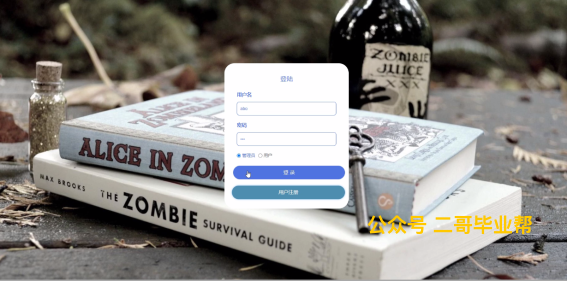 ZOMBIE
JUICE
XXX
登陆
用户名
密码
管理员 用户
登录
用户注册
ALICE IN ZOM
MAX BROOKS THE ZOMBIE SURVIVAL GUIDE
公众号 二哥毕业帮